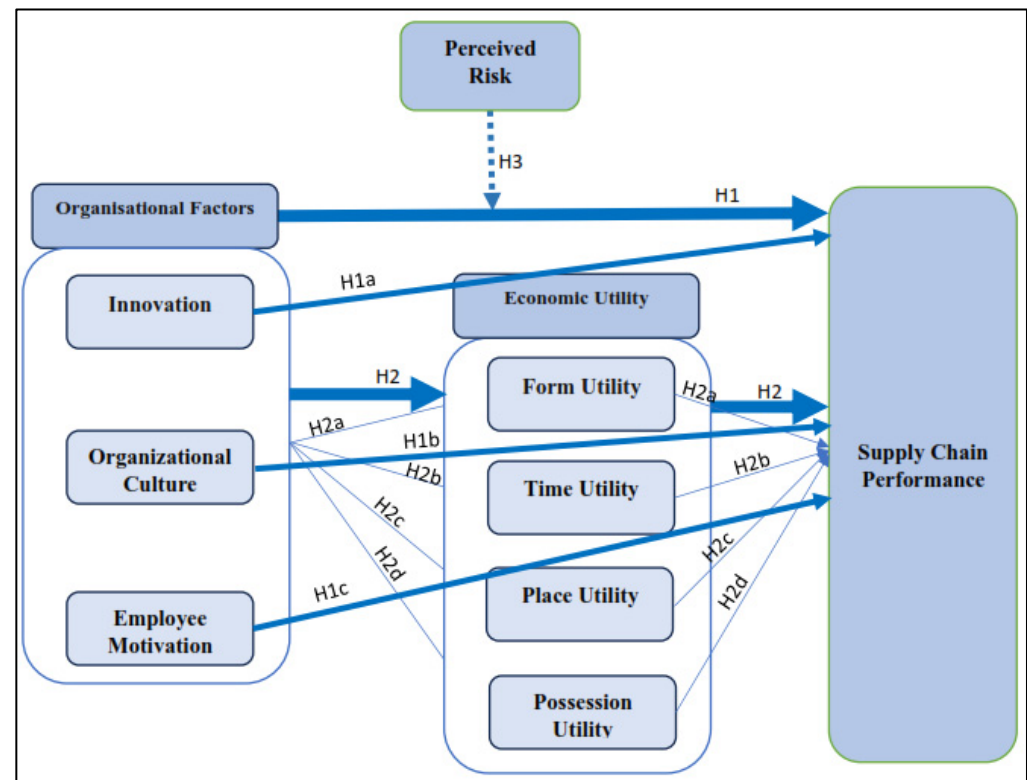 Perceived
Risk
H3
Organisational Factors
H1
H1a
Innovation
Economic Utility
H2
Form Utility
H2a
H2
H2a
H1b
Organizational
Culture
H2b
Time Utility
H2b
Supply Chain
Performance
H2c
H2d
H2c
H2d
H1c
Place Utility
Employee
Motivation
Possession
Utility